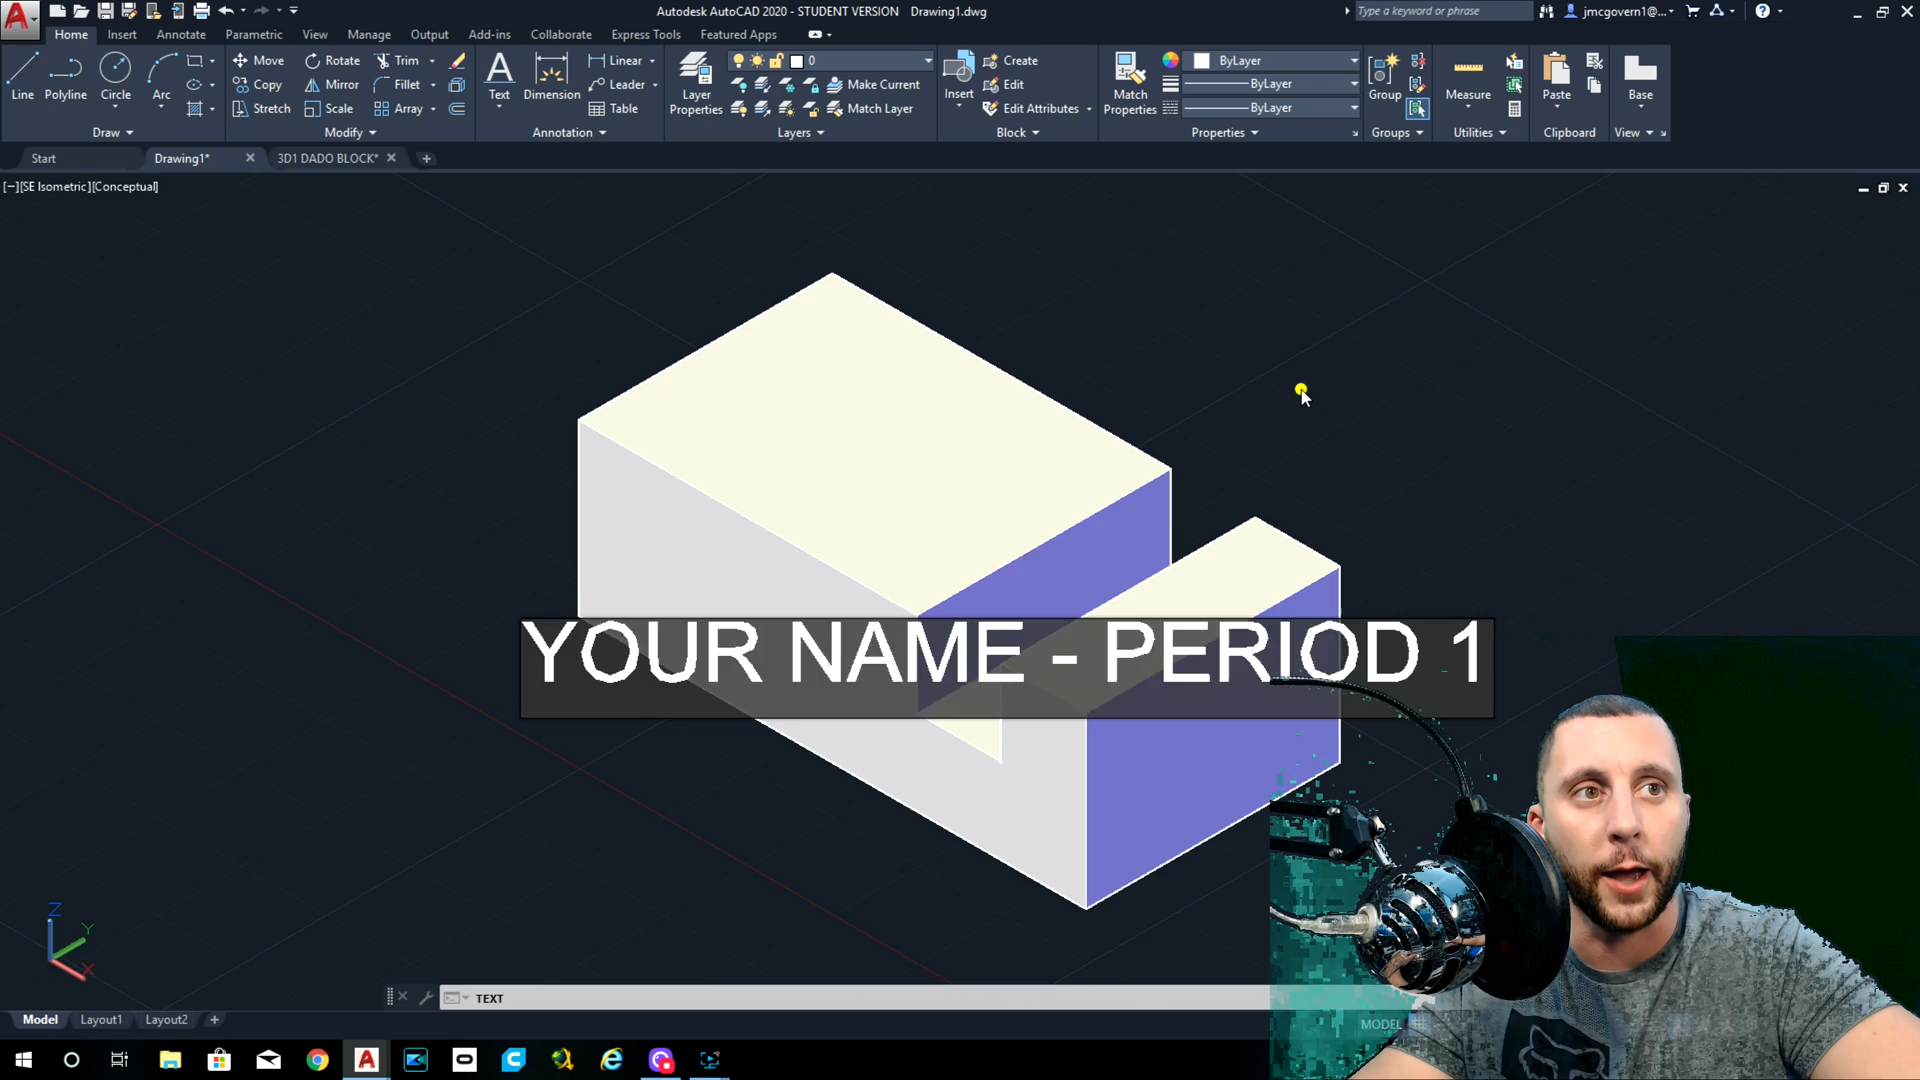 Autodesk AutoCAD 2020 - STUDENT VERSION Drawing1.dwg
Type a keyword or phrase
jmcgovern1@...
Home Insert Annotate Parametric View Manage Output Add-ins Collaborate Express Tools Featured Apps
Line Polyline Circle Arc
Move Rotate Trim
Copy Mirror Fillet
Stretch Scale Array
Text Dimension
Linear
Leader
Table
Layer Properties
0
Make Current
Match Layer
Insert
Create
Edit
Edit Attributes
Match Properties
ByLayer
ByLayer
ByLayer
Group
Measure
Paste
Base
Draw Modify Annotation Layers Block Properties Groups Utilities Clipboard View
Start Drawing1* 3D1 DADO BLOCK*
[−][SE Isometric][Conceptual]
YOUR NAME - PERIOD 1
Z
Y
X
TEXT
Model Layout1 Layout2
MODEL